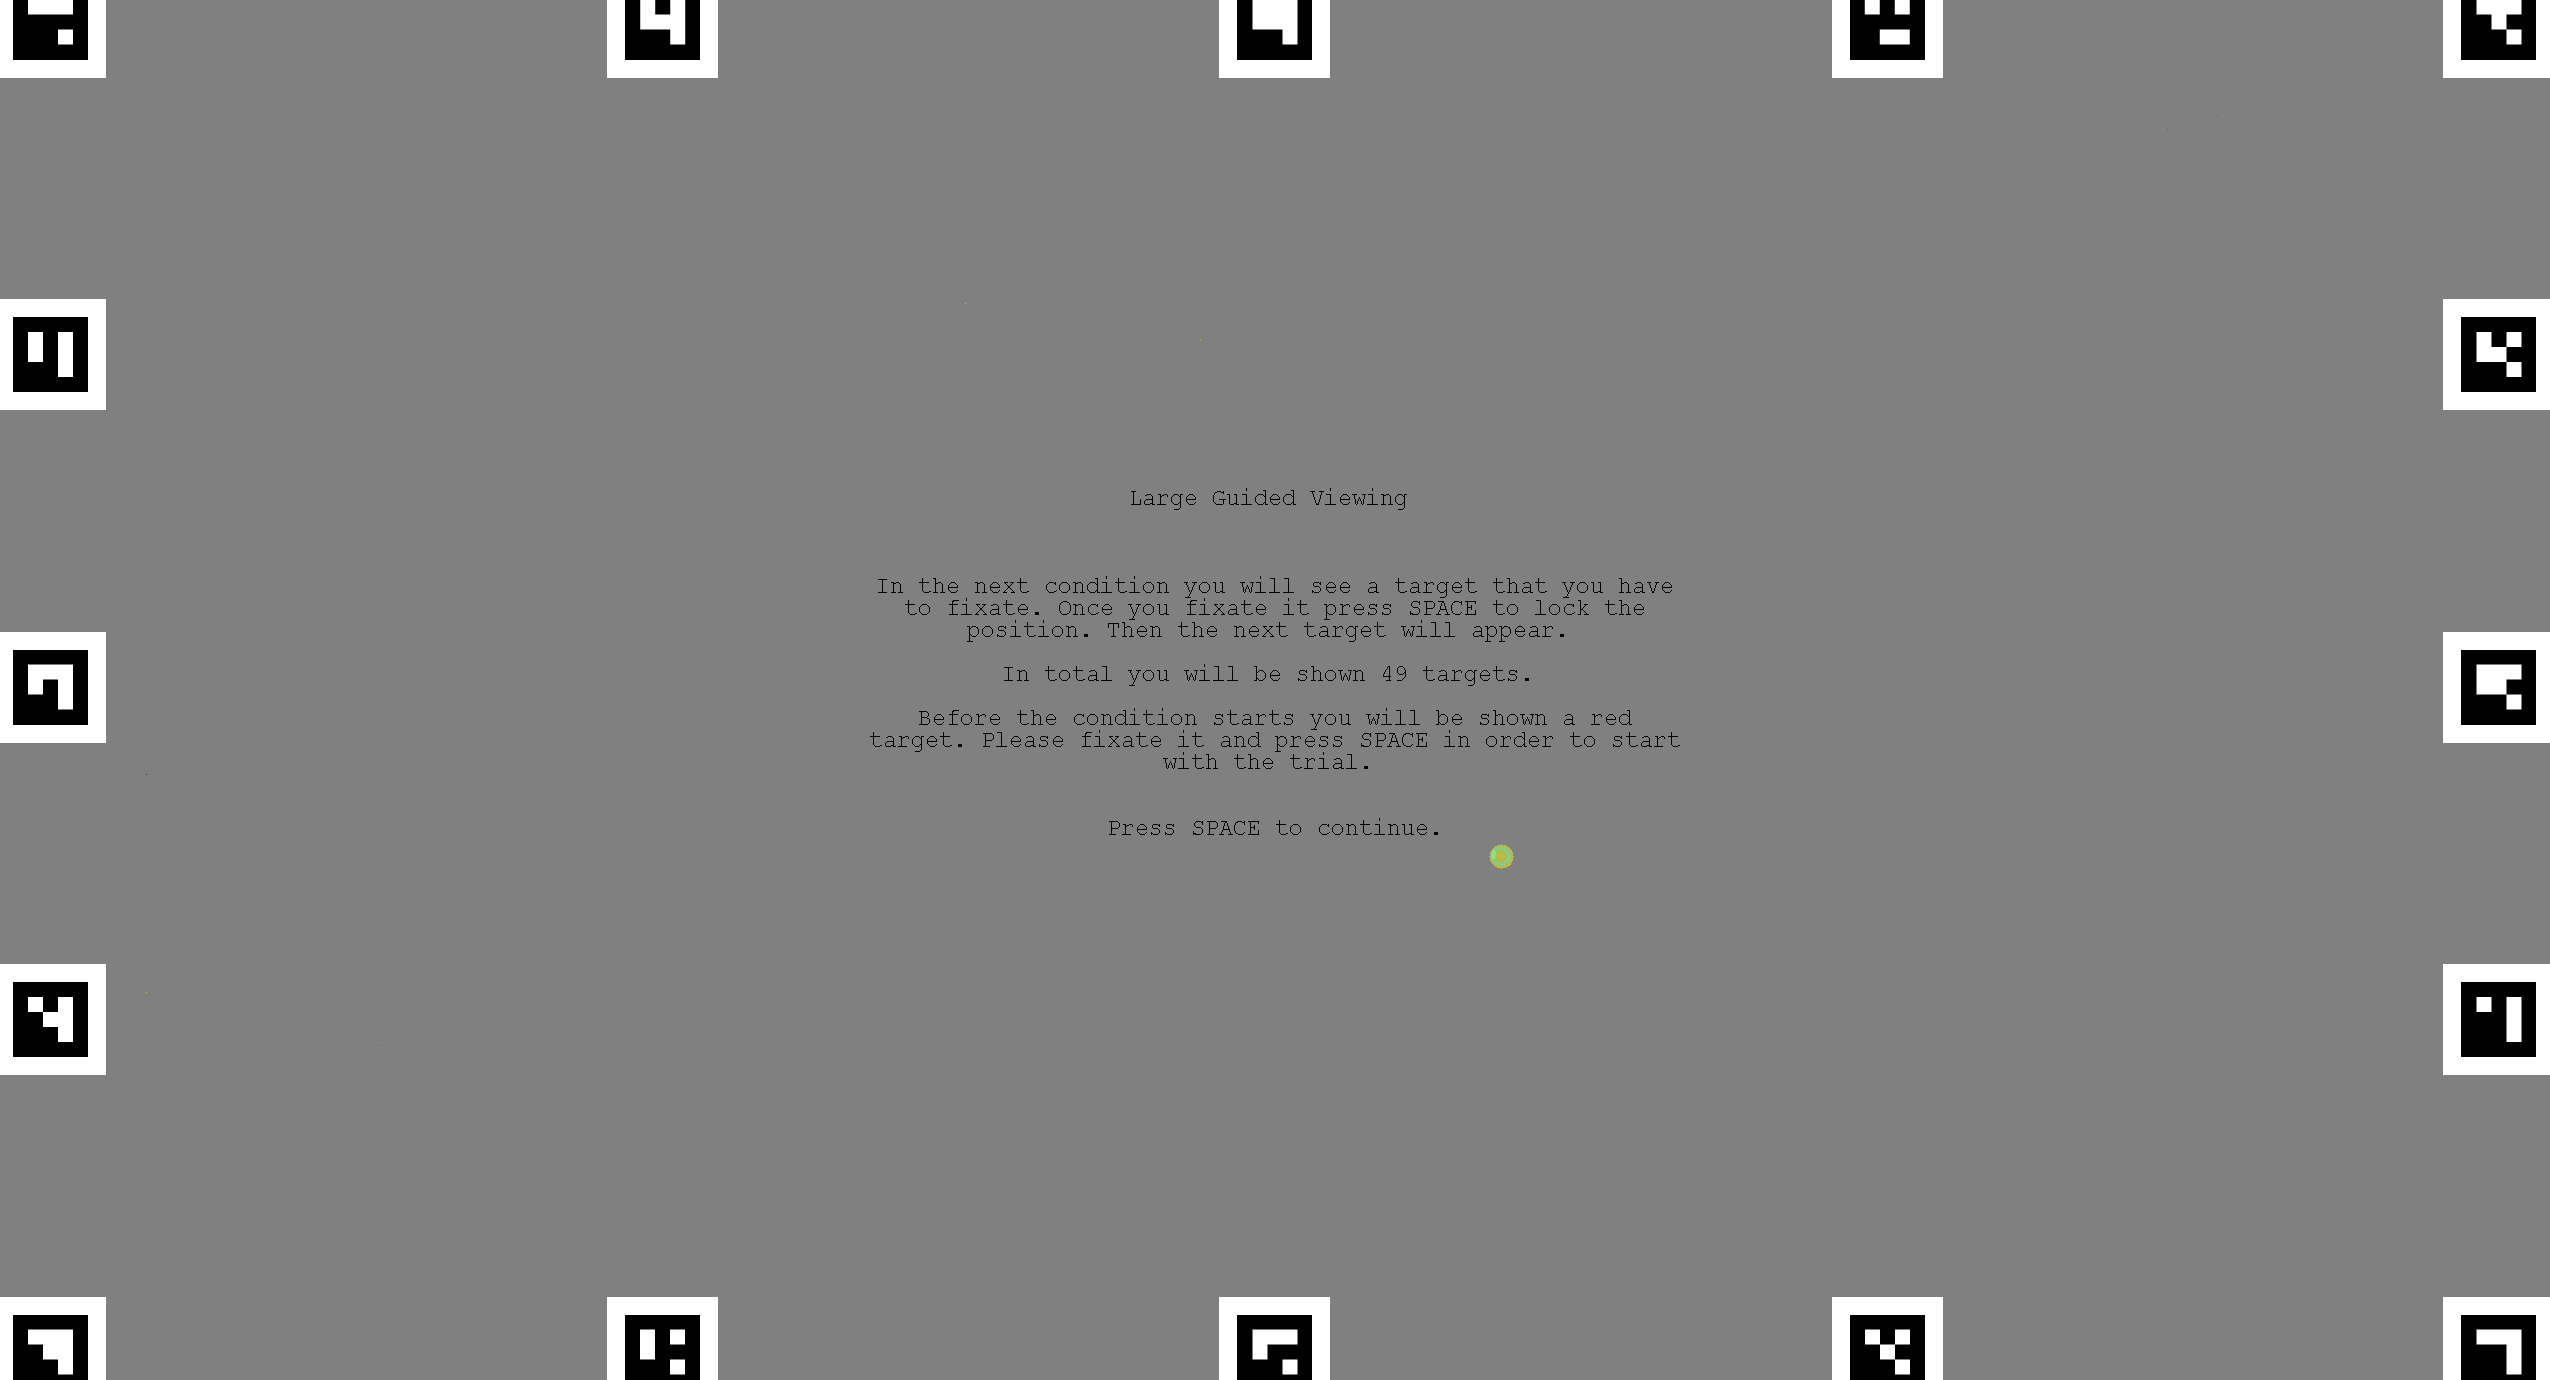 Large Guided Viewing
In the next condition you will see a target that you have
to fixate. Once you fixate it press SPACE to lock the
position. Then the next target will appear.
In total you will be shown 49 targets.
Before the condition starts you will be shown a red
target. Please fixate it and press SPACE in order to start
with the trial.
Press SPACE to continue.